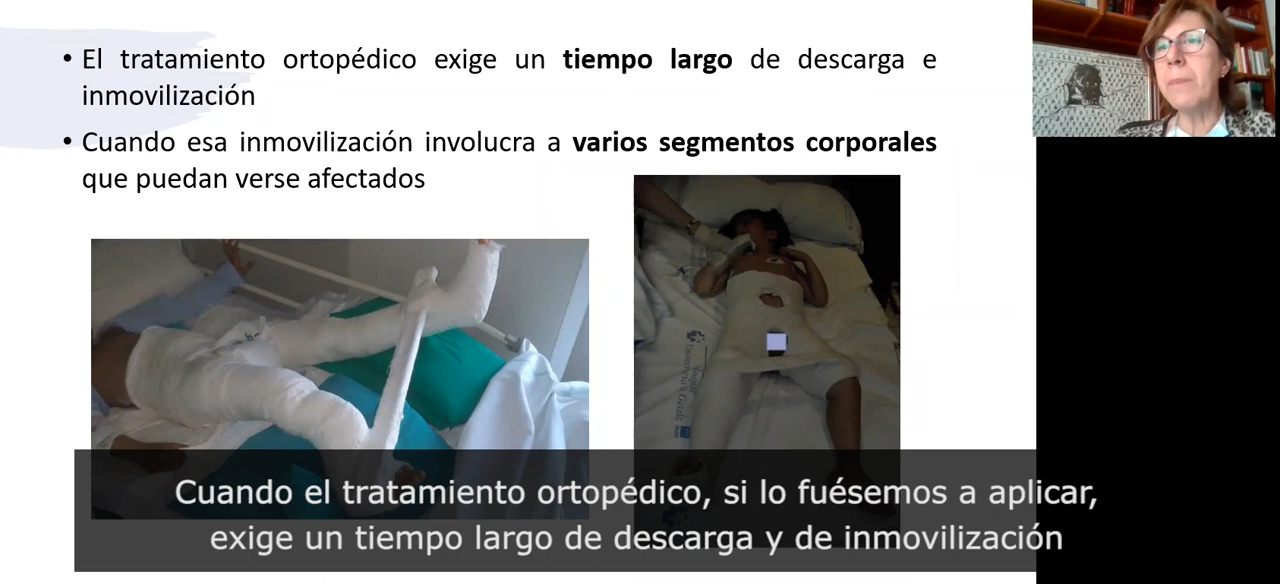 • El tratamiento ortopédico exige un tiempo largo de descarga e
inmovilización
• Cuando esa inmovilización involucra a varios segmentos corporales
que puedan verse afectados
Cuando el tratamiento ortopédico, si lo fuésemos a aplicar,
exige un tiempo largo de descarga y de inmovilización